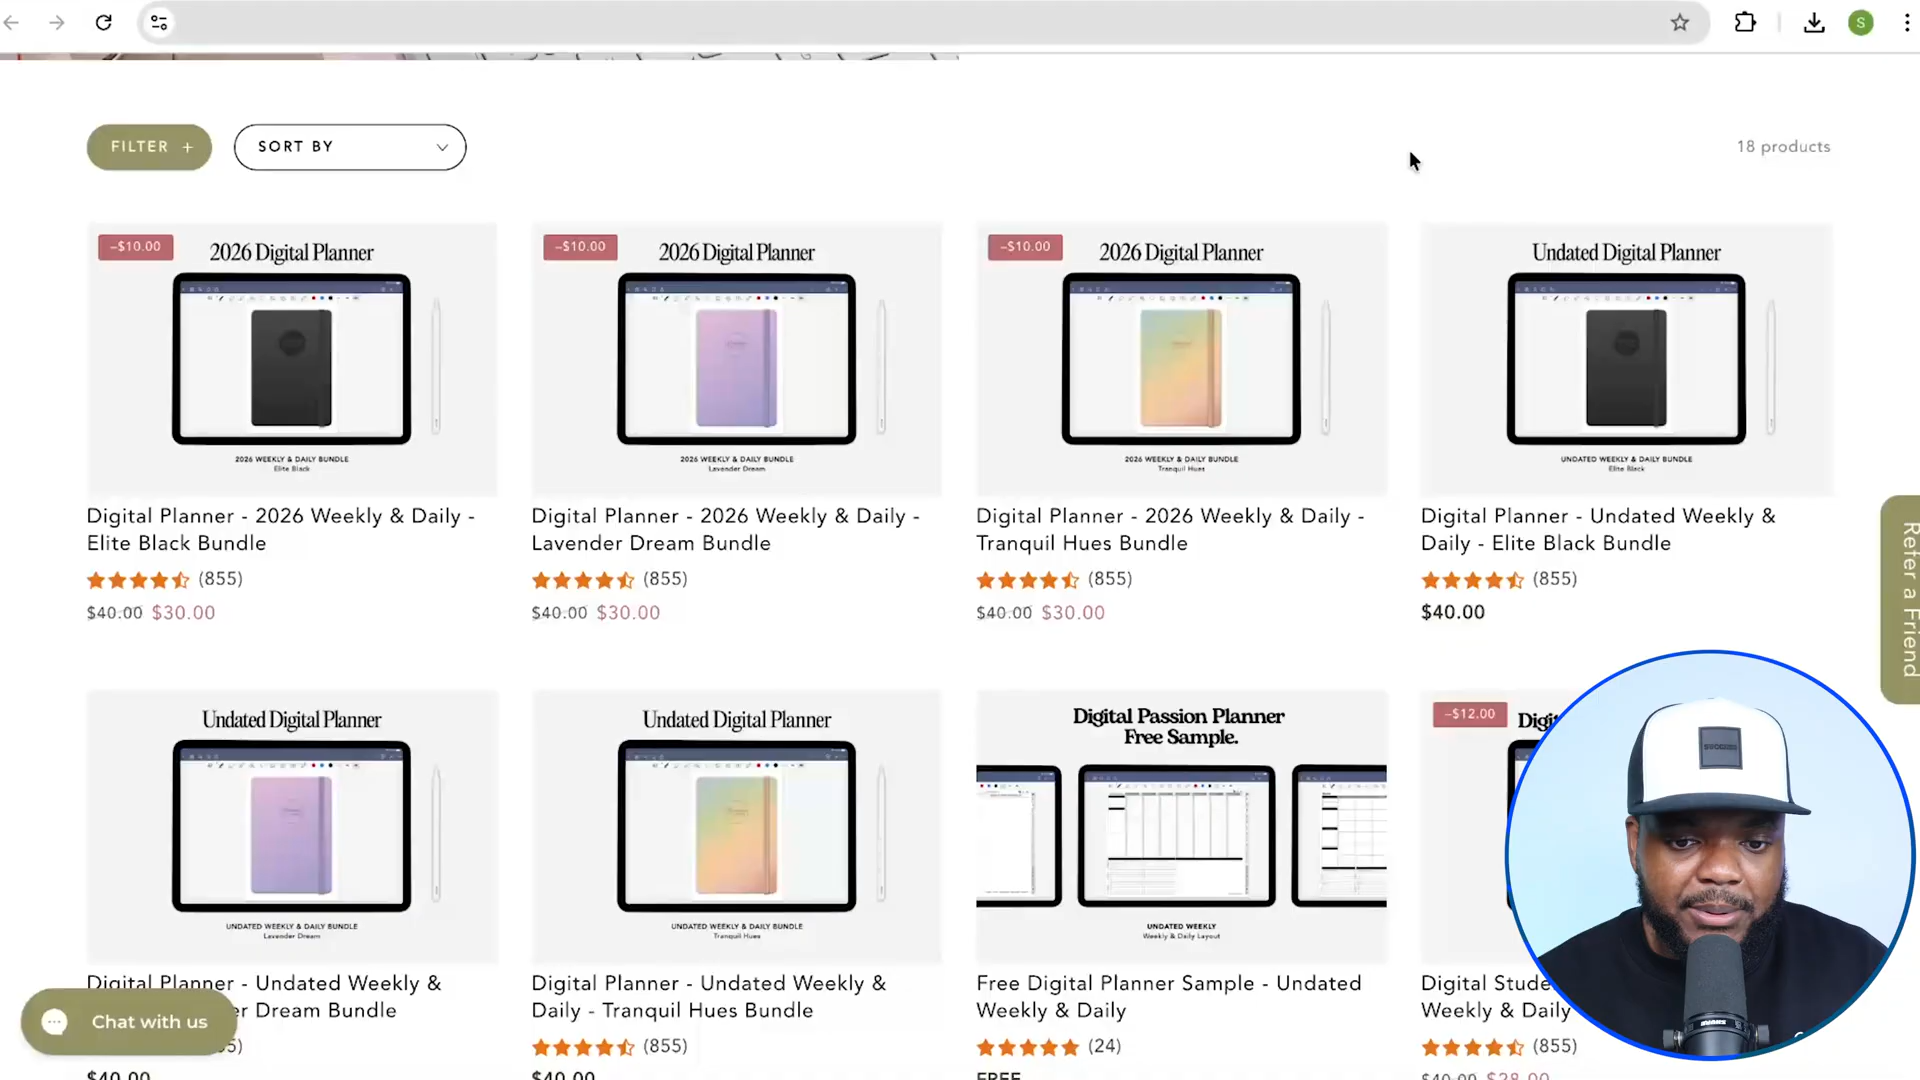 S
FILTER +
SORT BY
18 products
–$10.00
2026 Digital Planner
2026 WEEKLY & DAILY BUNDLE
Elite Black
Digital Planner - 2026 Weekly & Daily -
Elite Black Bundle
(855)
$40.00 $30.00
–$10.00
2026 Digital Planner
2026 WEEKLY & DAILY BUNDLE
Lavender Dream
Digital Planner - 2026 Weekly & Daily -
Lavender Dream Bundle
(855)
$40.00 $30.00
–$10.00
2026 Digital Planner
2026 WEEKLY & DAILY BUNDLE
Tranquil Hues
Digital Planner - 2026 Weekly & Daily -
Tranquil Hues Bundle
(855)
$40.00 $30.00
Undated Digital Planner
UNDATED WEEKLY & DAILY BUNDLE
Elite Black
Digital Planner - Undated Weekly &
Daily - Elite Black Bundle
(855)
$40.00
Refer a Friend
Undated Digital Planner
UNDATED WEEKLY & DAILY BUNDLE
Lavender Dream
Digital Planner - Undated Weekly &
er Dream Bundle
5)
$40.00
Undated Digital Planner
UNDATED WEEKLY & DAILY BUNDLE
Tranquil Hues
Digital Planner - Undated Weekly &
Daily - Tranquil Hues Bundle
(855)
$40.00
Digital Passion Planner
Free Sample.
UNDATED WEEKLY
Weekly & Daily Layout
Free Digital Planner Sample - Undated
Weekly & Daily
(24)
FREE
–$12.00
Digi
Digital Stude
Weekly & Daily
(855)
$40.00 $28.00
Chat with us